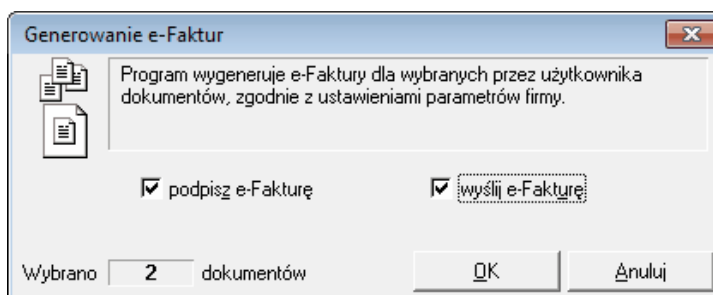 Generowanie e-Faktur
Program wygeneruje e-Faktury dla wybranych przez użytkownika
dokumentów, zgodnie z ustawieniami parametrów firmy.
podpisz e-Fakturę wyślij e-Fakturę
Wybrano 2 dokumentów OK Anuluj